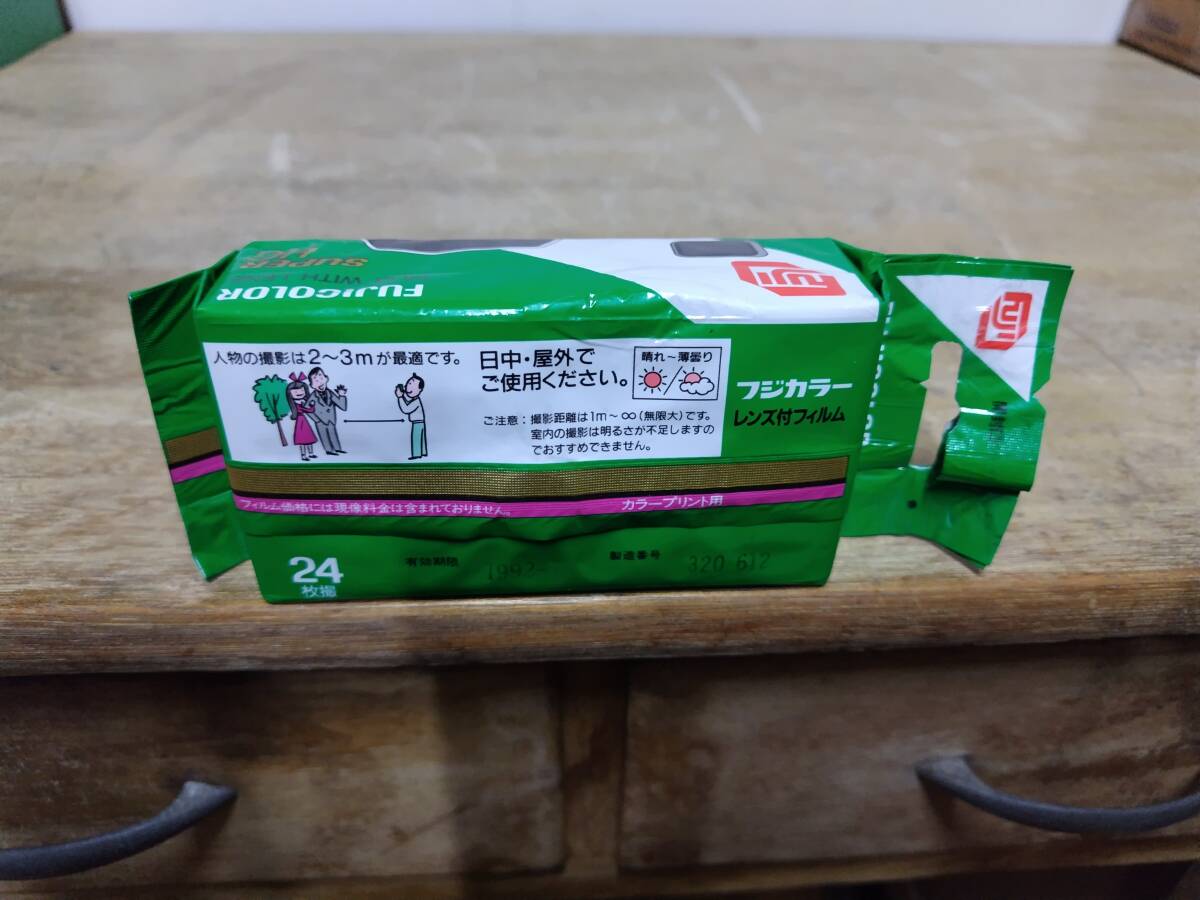 SUPER HG
WITH
FUJICOLOR
FUJI
FUJI
人物の撮影は2〜3mが最適です。
日中・屋外で
ご使用ください。
晴れ〜薄曇り
ご注意：撮影距離は1m〜∞(無限大)です。
室内の撮影は明るさが不足しますの
でおすすめできません。
フジカラー
レンズ付フィルム
フィルム価格には現像料金は含まれておりません。
カラープリント用
24
枚撮
有効期限 1992-
製造番号 320 612